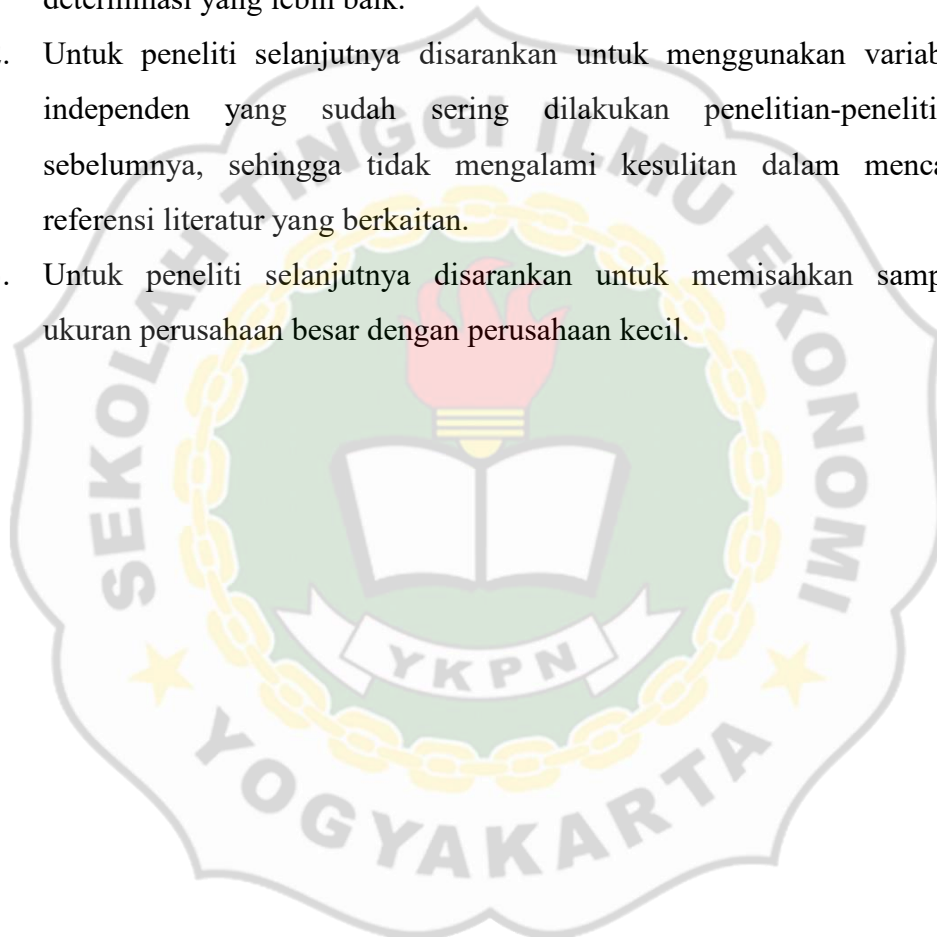 determinasi yang lebih baik.
. Untuk peneliti selanjutnya disarankan untuk menggunakan variab
independen yang sudah sering dilakukan penelitian-peneliti
sebelumnya, sehingga tidak mengalami kesulitan dalam menca
referensi literatur yang berkaitan.
. Untuk peneliti selanjutnya disarankan untuk memisahkan samp
ukuran perusahaan besar dengan perusahaan kecil.
SEKOLAH TINGGI ILMU EKONOMI
YKPN
YOGYAKARTA